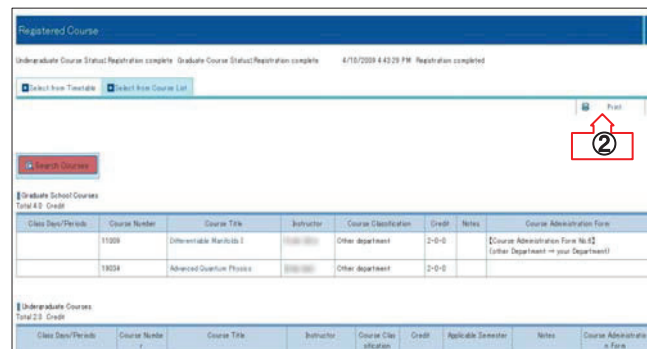 Registered Course
Undergraduate Course Status: Registration complete Graduate Course Status: Registration complete 4/10/2009 4:43:29 PM Registration completed
Select from Timetable Select from Course List
Print
②
Search Courses
Graduate School Courses
Total 4.0 Credit
Class Days/Periods Course Number Course Title Instructor Course Classification Credit Notes Course Administration Form
11009 Differentiable Manifolds I Other department 2-0-0 【Course Administration Form No.6】
(other Department → your Department)
19034 Advanced Quantum Physics Other department 2-0-0
Undergraduate Courses
Total 2.0 Credit
Class Days/Periods Course Numbe
r Course Title Instructor Course Clas
sification Credit Applicable Semester Notes Course Administratio
n Form